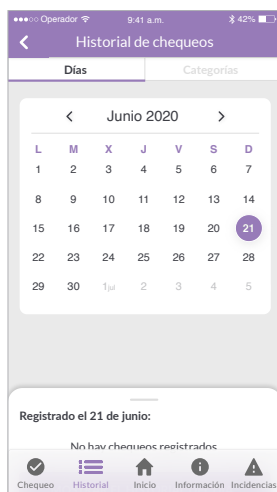 Operador 9:41 a.m. 42%
Historial de chequeos
Días Categorías
Junio 2020
L M X J V S D
1 2 3 4 5 6 7
8 9 10 11 12 13 14
15 16 17 18 19 20 21
22 23 24 25 26 27 28
29 30 1jul 2 3 4 5
Registrado el 21 de junio:
No hay chequeos registrados
Chequeo Historial Inicio Información Incidencias